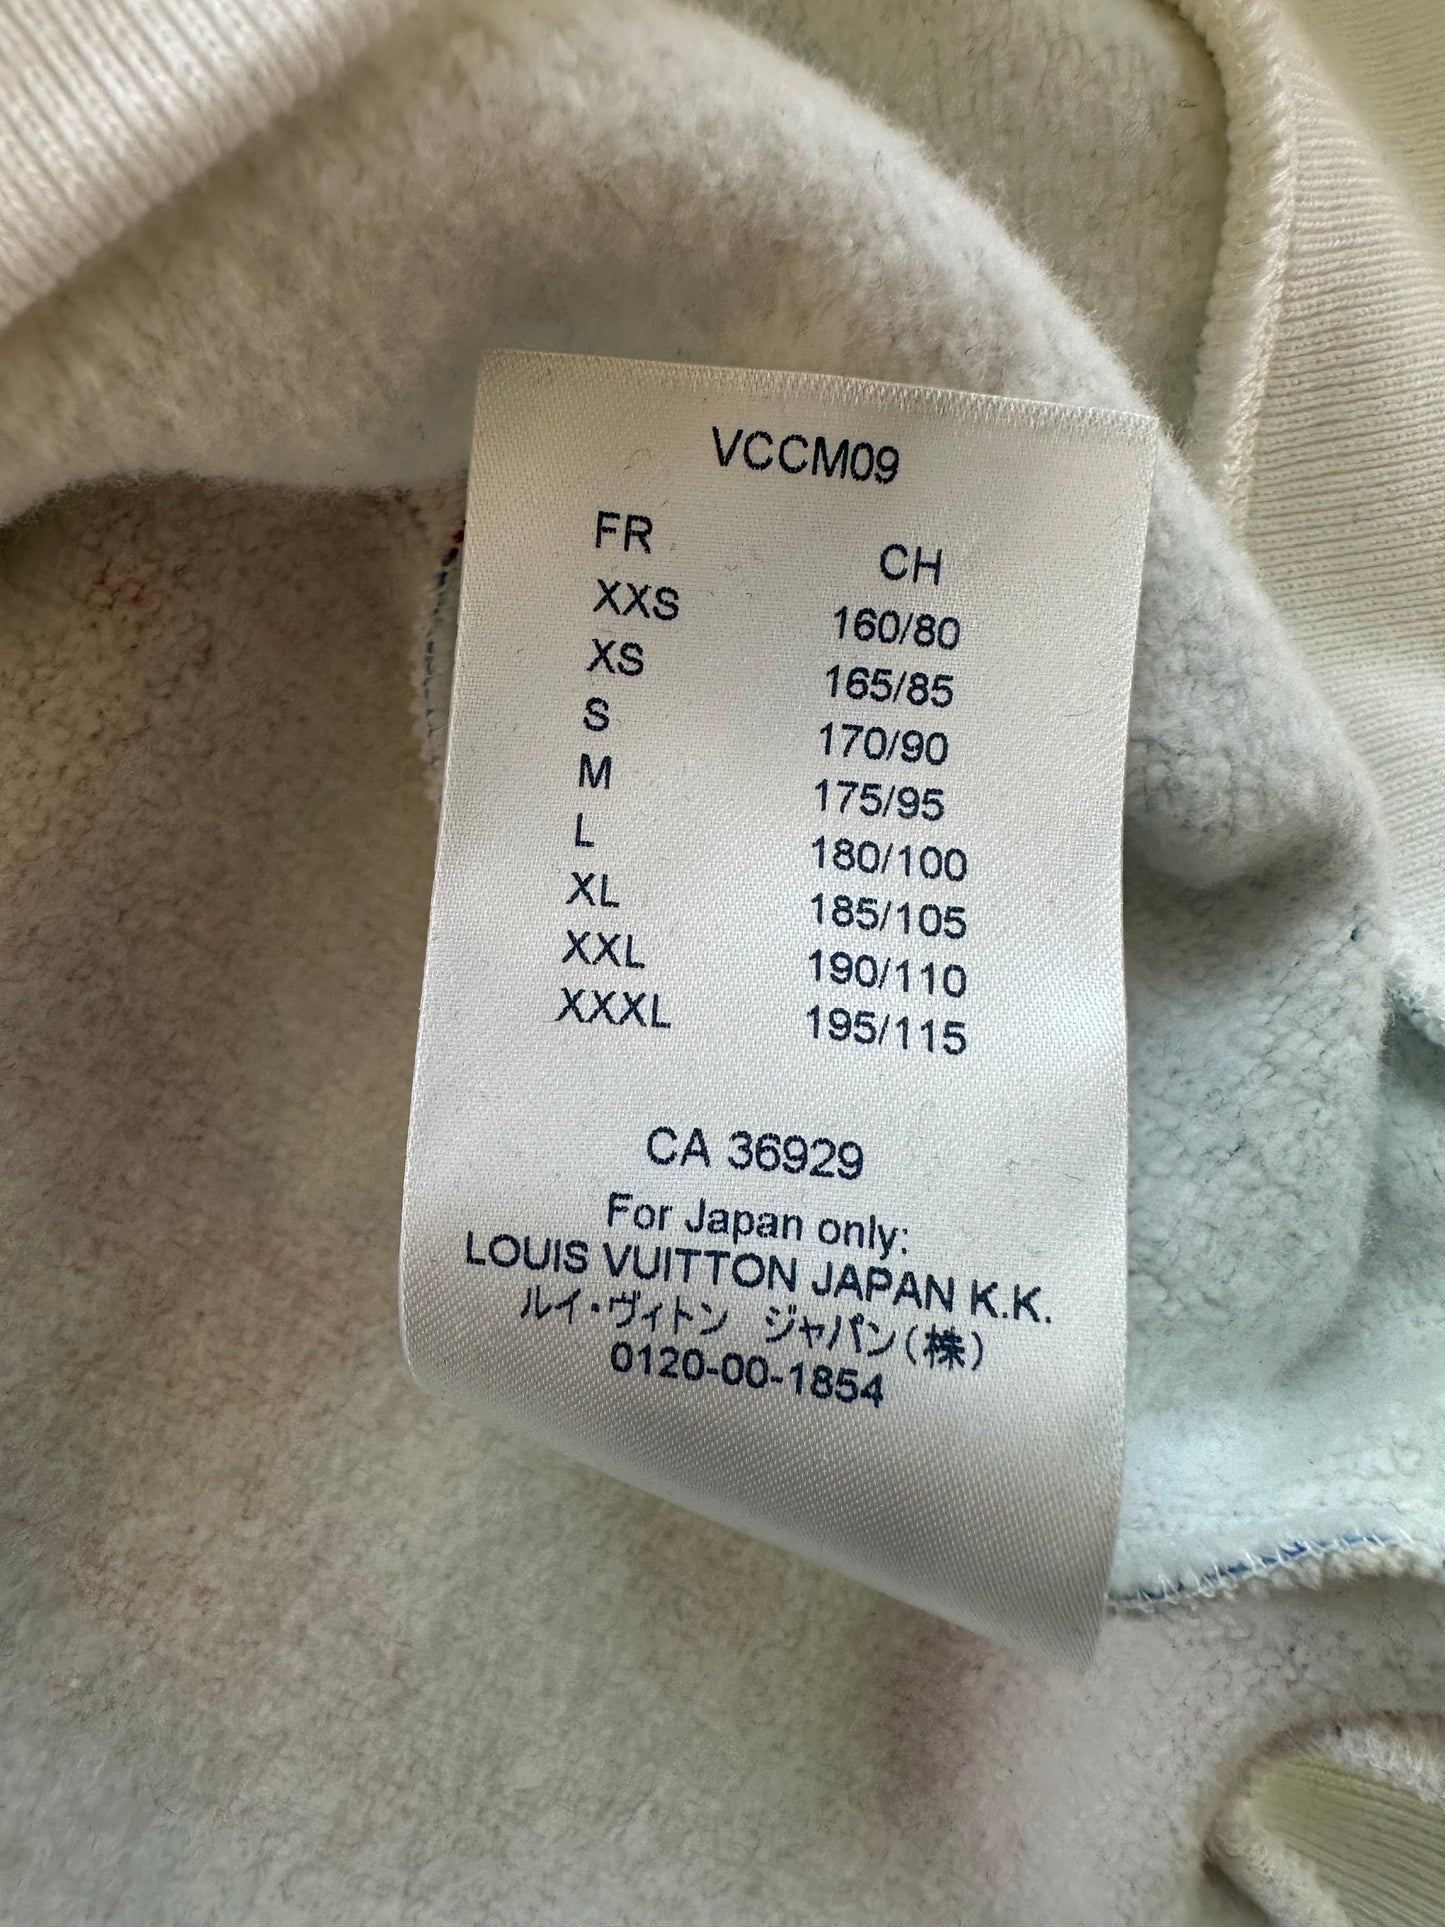 VCCM09
FR CH
XXS 160/80
XS 165/85
S 170/90
M 175/95
L 180/100
XL 185/105
XXL 190/110
XXXL 195/115
CA 36929
For Japan only:
LOUIS VUITTON JAPAN K.K.
ルイ・ヴィトン ジャパン(株)
0120-00-1854